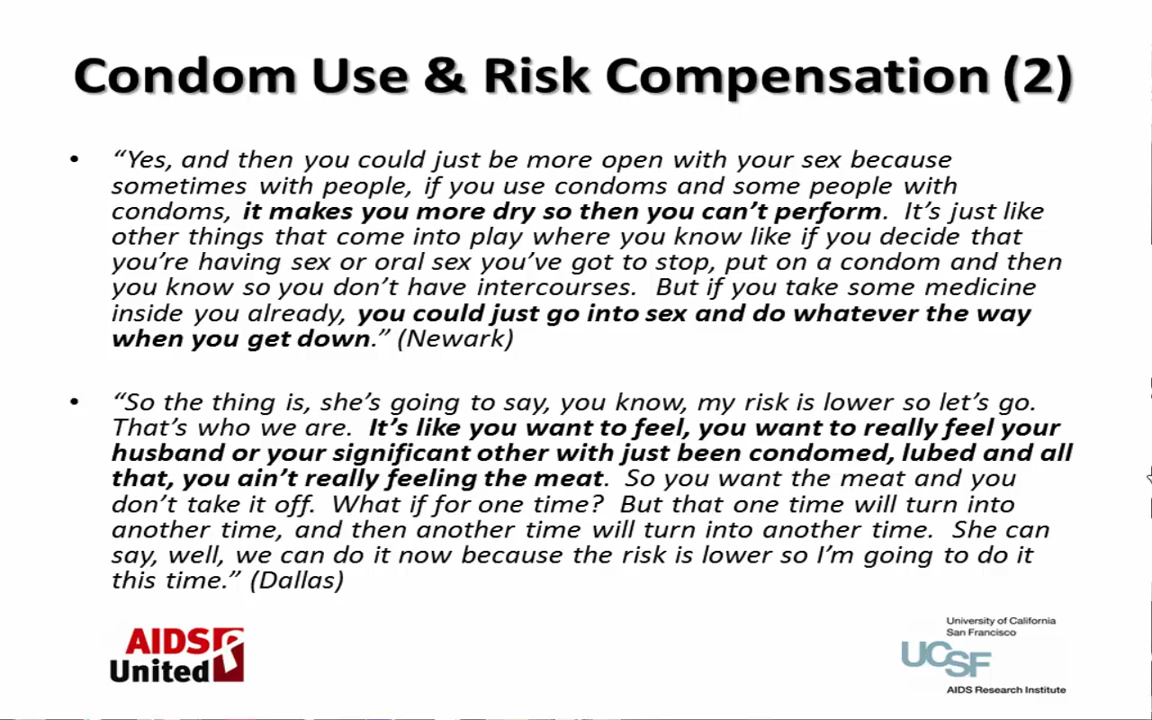 Condom Use & Risk Compensation (2)
• “Yes, and then you could just be more open with your sex because
sometimes with people, if you use condoms and some people with
condoms, it makes you more dry so then you can’t perform. It’s just like
other things that come into play where you know like if you decide that
you’re having sex or oral sex you’ve got to stop, put on a condom and then
you know so you don’t have intercourses. But if you take some medicine
inside you already, you could just go into sex and do whatever the way
when you get down.” (Newark)
• “So the thing is, she’s going to say, you know, my risk is lower so let’s go.
That’s who we are. It’s like you want to feel, you want to really feel your
husband or your significant other with just been condomed, lubed and all
that, you ain’t really feeling the meat. So you want the meat and you
don’t take it off. What if for one time? But that one time will turn into
another time, and then another time will turn into another time. She can
say, well, we can do it now because the risk is lower so I’m going to do it
this time.” (Dallas)
AIDS
United
University of California
San Francisco
UCSF
AIDS Research Institute